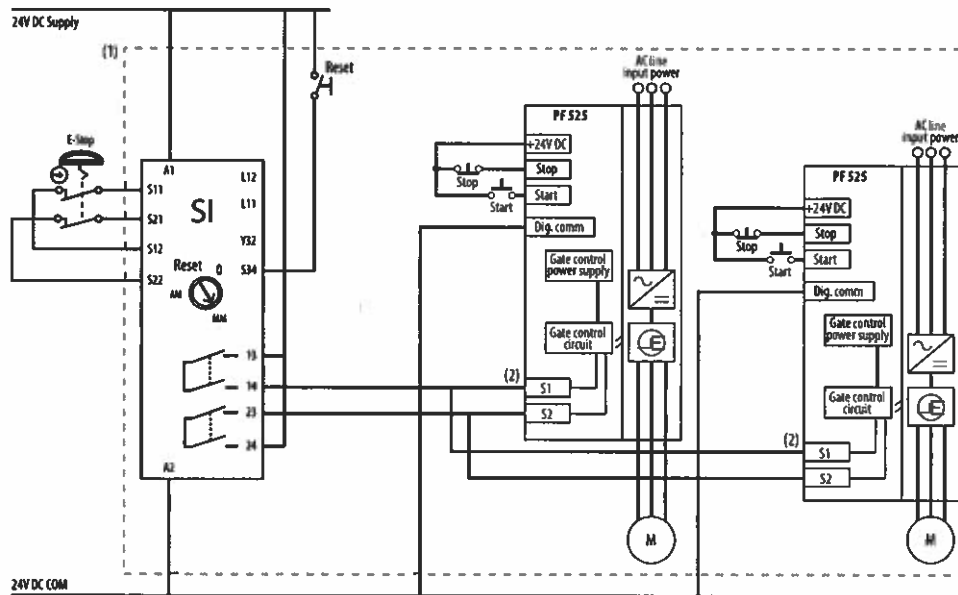 24V DC Supply
(1)
Reset
E-Stop
A1
S11
S21
S12
S22
SI
L12
L11
Y32
S34
Reset
0
AM
MM
13
14
23
24
A2
AC line
input power
PF 525
+24V DC
Stop
Stop
Start
Start
Dig. comm
Gate control
power supply
Gate control
circuit
(2)
S1
S2
M
AC line
input power
PF 525
+24V DC
Stop
Stop
Start
Start
Dig. comm
Gate control
power supply
Gate control
circuit
(2)
S1
S2
M
24V DC COM